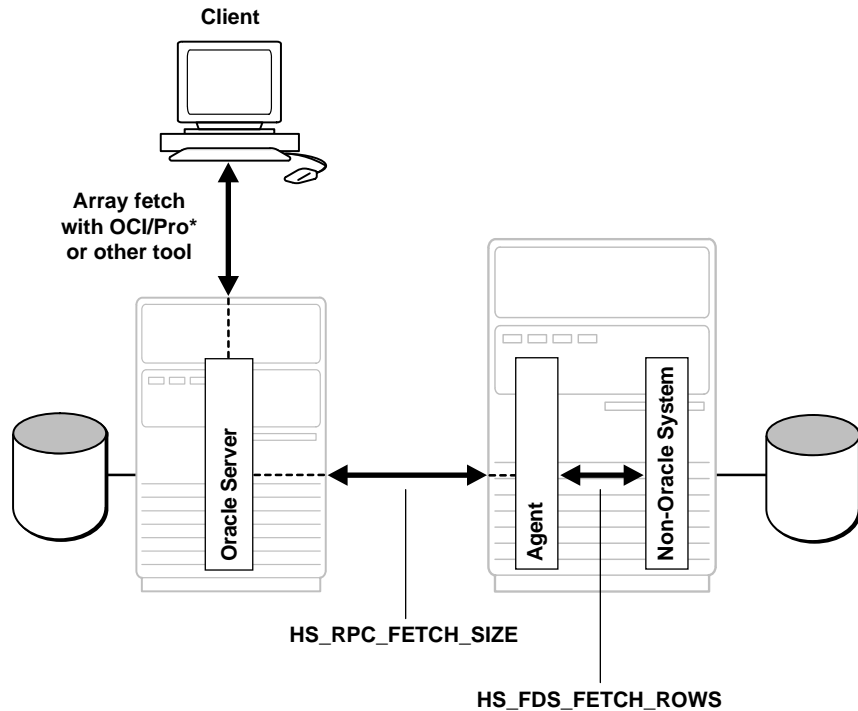 Client
Array fetch
with OCI/Pro*
or other tool
Oracle Server
Agent
Non-Oracle System
HS_RPC_FETCH_SIZE
HS_FDS_FETCH_ROWS